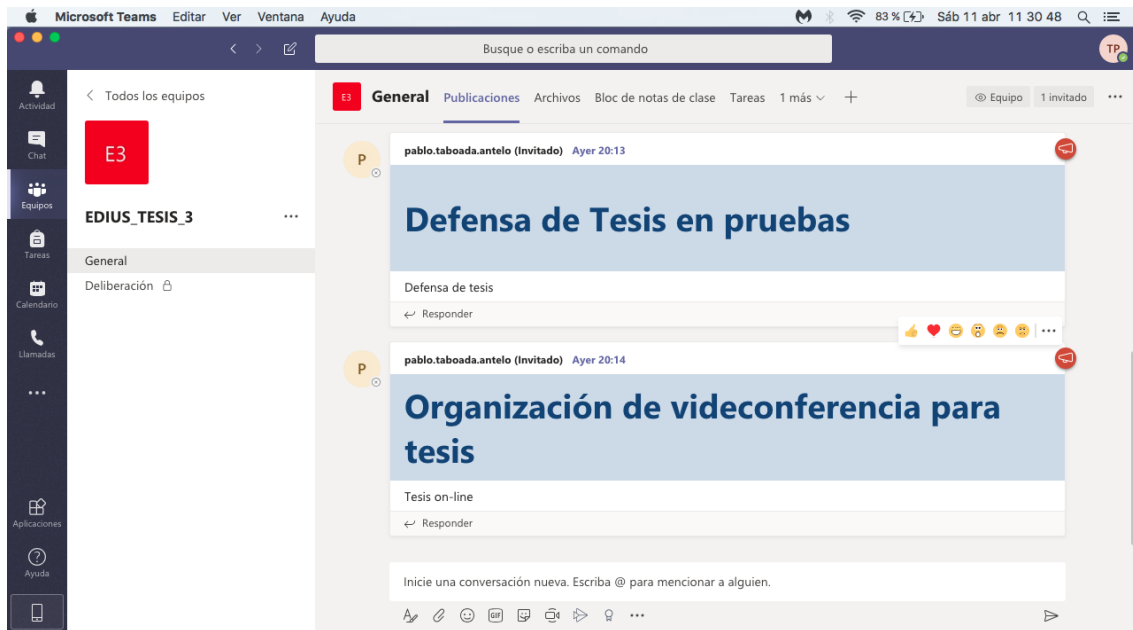 Microsoft Teams Editar Ver Ventana Ayuda 83 % Sáb 11 abr 11 30 48
Busque o escriba un comando
TP
Actividad
Chat
Equipos
Tareas
Calendario
Llamadas
Aplicaciones
Ayuda
Todos los equipos
E3
EDIUS_TESIS_3
General
Deliberación
E3 General Publicaciones Archivos Bloc de notas de clase Tareas 1 más Equipo 1 invitado
P
pablo.taboada.antelo (Invitado) Ayer 20:13
Defensa de Tesis en pruebas
Defensa de tesis
Responder
P
pablo.taboada.antelo (Invitado) Ayer 20:14
Organización de videconferencia para
tesis
Tesis on-line
Responder
Inicie una conversación nueva. Escriba @ para mencionar a alguien.
GIF